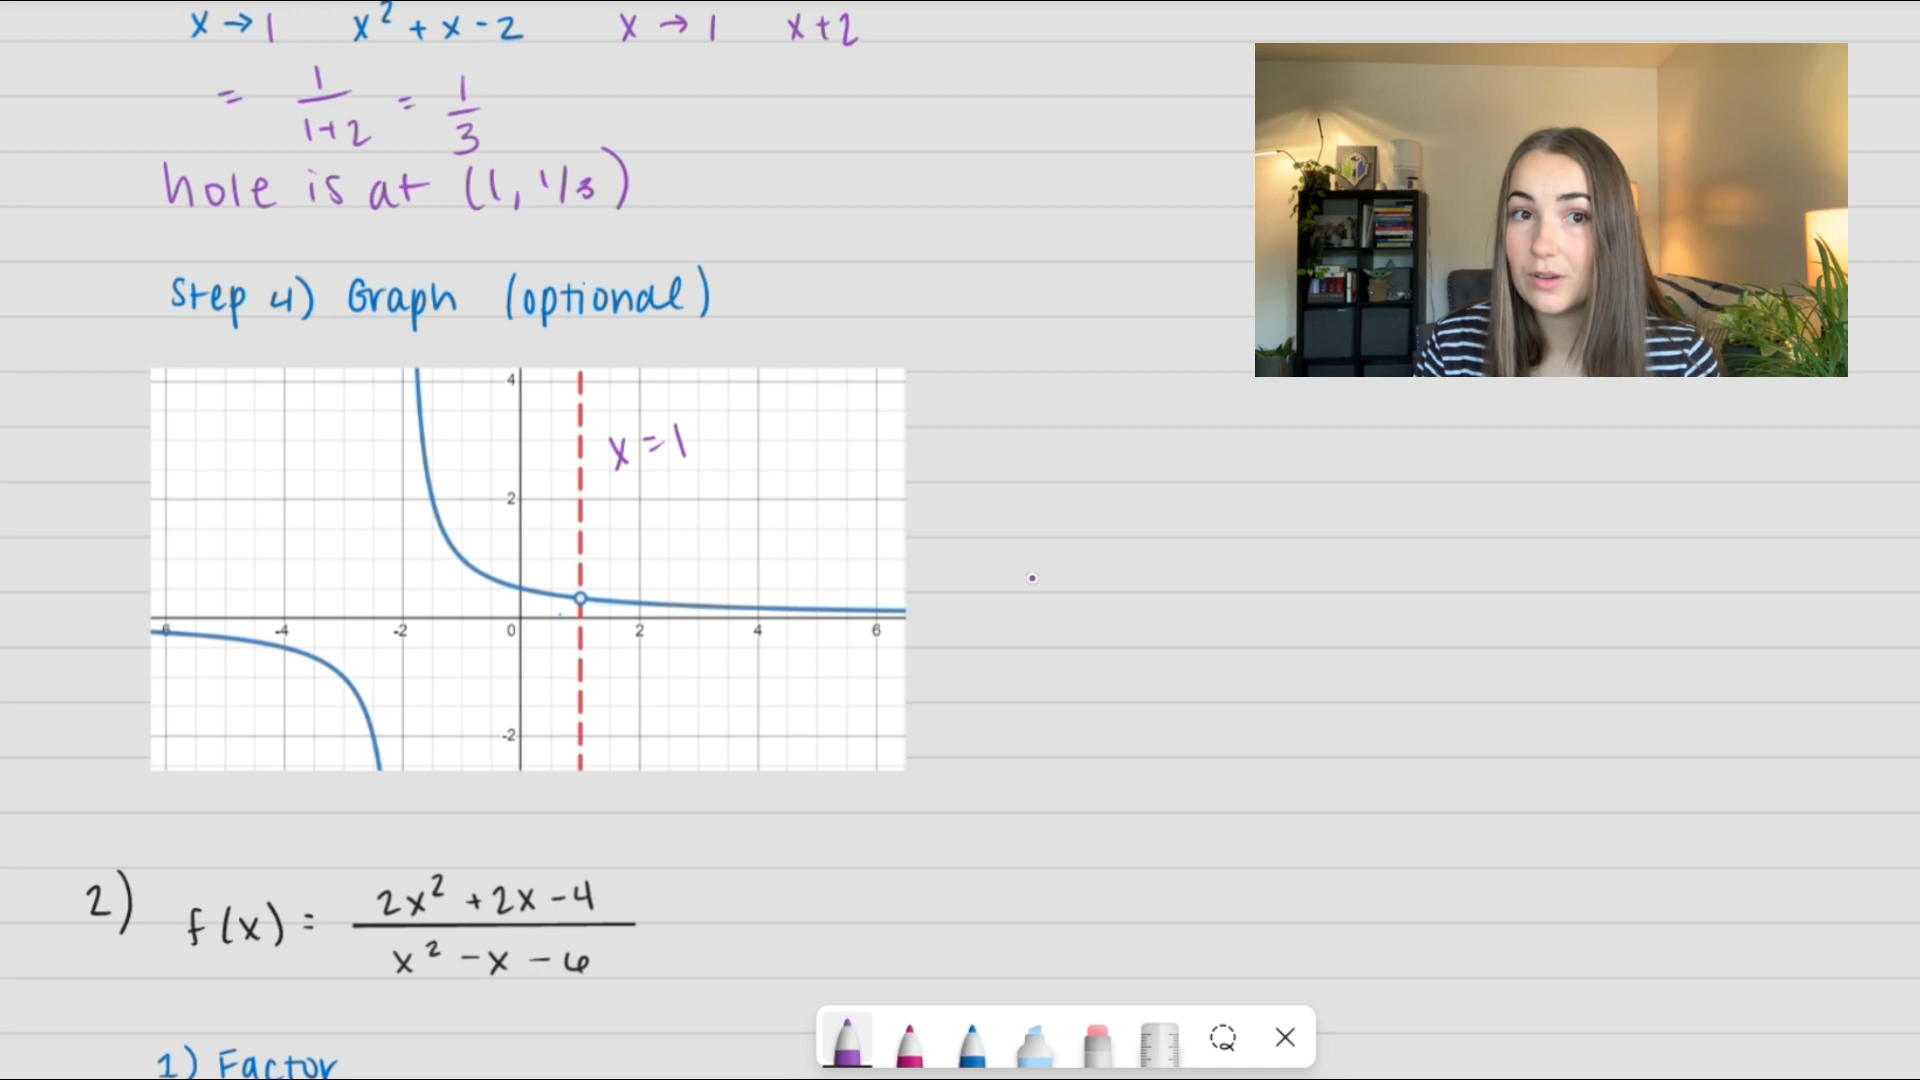 x → 1 x² + x - 2 x → 1 x + 2
= 1/(1+2) = 1/3
hole is at (1, 1/3)
Step 4) Graph (optional)
4
x = 1
2
-6 -4 -2 0 2 4 6
-2
2) f(x) = (2x² + 2x - 4)/(x² - x - 6)
1) Factor